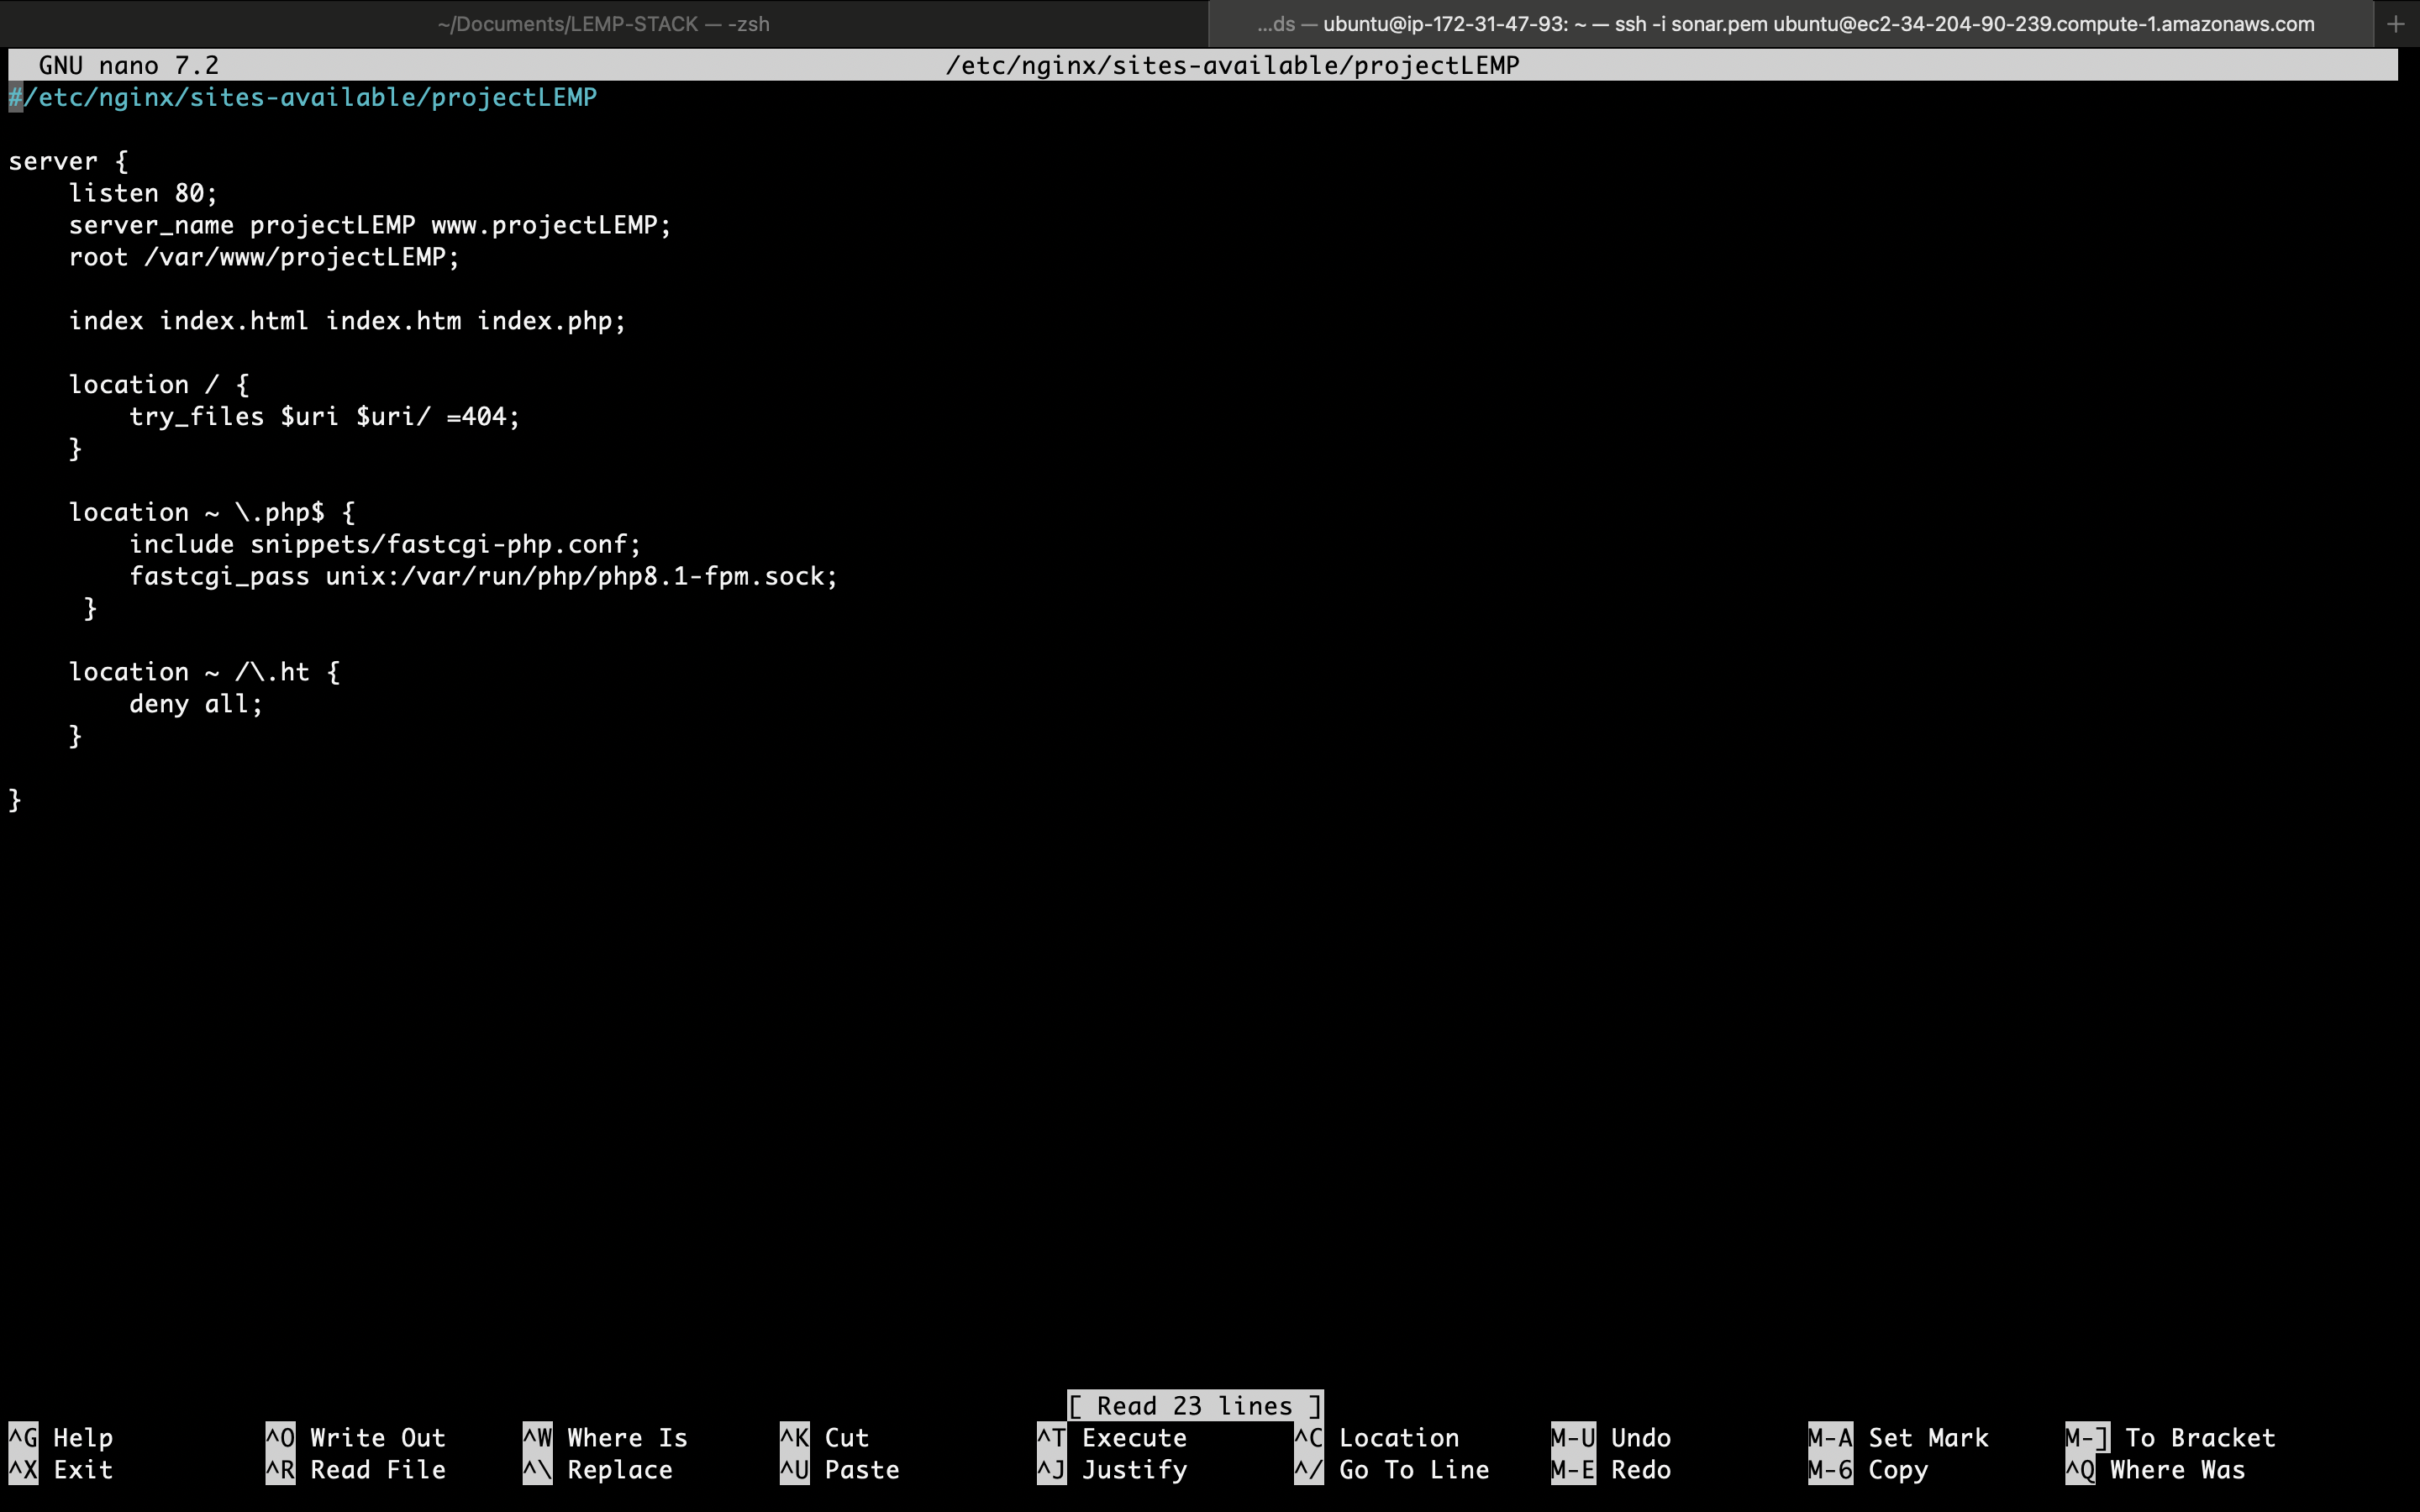 ~/Documents/LEMP-STACK — -zsh
...ds — ubuntu@ip-172-31-47-93: ~ — ssh -i sonar.pem ubuntu@ec2-34-204-90-239.compute-1.amazonaws.com +
GNU nano 7.2 /etc/nginx/sites-available/projectLEMP
#/etc/nginx/sites-available/projectLEMP
server {
listen 80;
server_name projectLEMP www.projectLEMP;
root /var/www/projectLEMP;
index index.html index.htm index.php;
location / {
try_files $uri $uri/ =404;
}
location ~ \.php$ {
include snippets/fastcgi-php.conf;
fastcgi_pass unix:/var/run/php/php8.1-fpm.sock;
}
location ~ /\.ht {
deny all;
}
}
[ Read 23 lines ]
^G Help ^O Write Out ^W Where Is ^K Cut ^T Execute ^C Location M-U Undo M-A Set Mark M-] To Bracket
^X Exit ^R Read File ^\ Replace ^U Paste ^J Justify ^/ Go To Line M-E Redo M-6 Copy ^Q Where Was